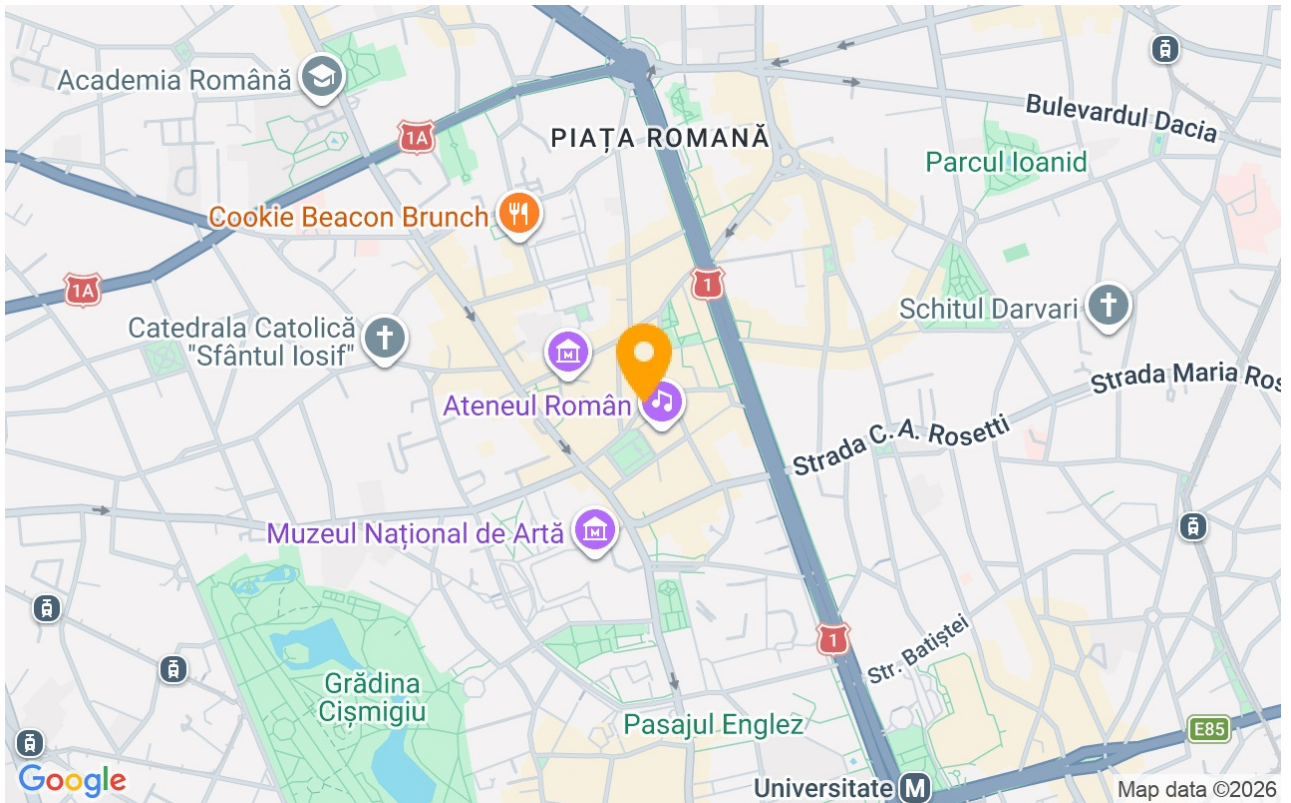 Academia Română
1A
PIAȚA ROMANĂ
Bulevardul Dacia
Parcul Ioanid
Cookie Beacon Brunch
1A
1
Schitul Darvari
Catedrala Catolică
"Sfântul Iosif"
M
Strada Maria Ros
Ateneul Român
Strada C. A. Rosetti
Muzeul Național de Artă
M
Grădina
Cișmigiu
1
Str. Batiștei
Pasajul Englez
E85
Google
Universitate M
Map data ©2026